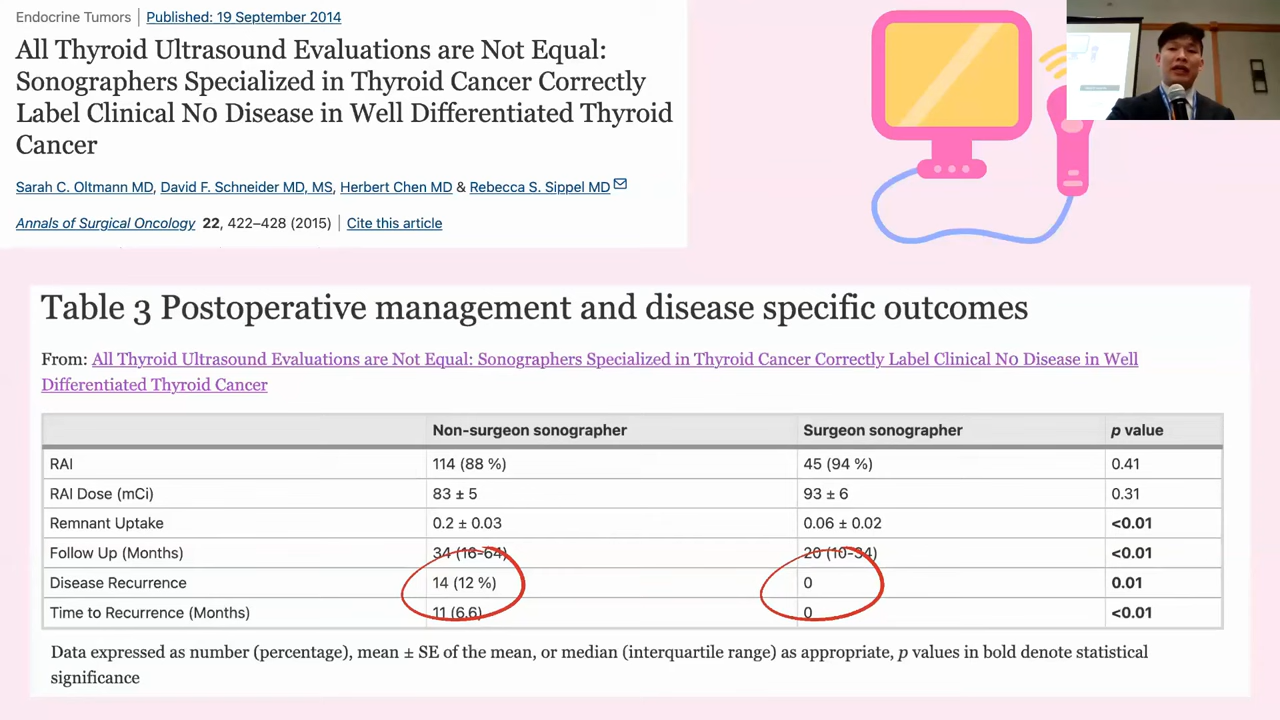 Endocrine Tumors | Published: 19 September 2014
All Thyroid Ultrasound Evaluations are Not Equal:
Sonographers Specialized in Thyroid Cancer Correctly
Label Clinical N0 Disease in Well Differentiated Thyroid
Cancer
Sarah C. Oltmann MD, David F. Schneider MD, MS, Herbert Chen MD & Rebecca S. Sippel MD
Annals of Surgical Oncology 22, 422–428 (2015) | Cite this article
Table 3 Postoperative management and disease specific outcomes
From: All Thyroid Ultrasound Evaluations are Not Equal: Sonographers Specialized in Thyroid Cancer Correctly Label Clinical N0 Disease in Well
Differentiated Thyroid Cancer
Non-surgeon sonographer Surgeon sonographer p value
RAI 114 (88 %) 45 (94 %) 0.41
RAI Dose (mCi) 83 ± 5 93 ± 6 0.31
Remnant Uptake 0.2 ± 0.03 0.06 ± 0.02 <0.01
Follow Up (Months) 34 (16-64) 20 (10-34) <0.01
Disease Recurrence 14 (12 %) 0 0.01
Time to Recurrence (Months) 11 (6.6) 0 <0.01
Data expressed as number (percentage), mean ± SE of the mean, or median (interquartile range) as appropriate, p values in bold denote statistical
significance